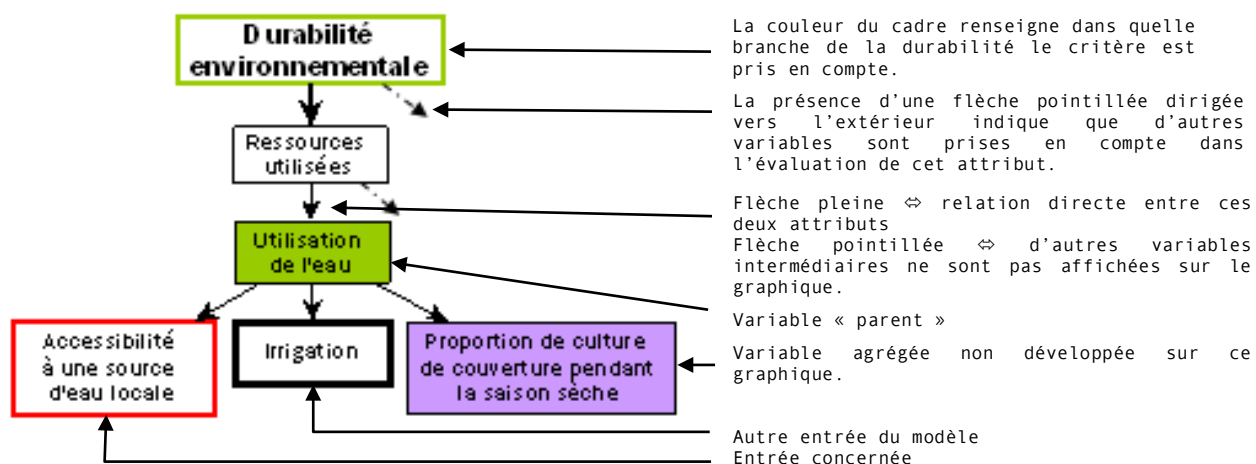 Durabilité
environnementale
Ressources
utilisées
Utilisation
de l'eau
Accessibilité
à une source
d'eau locale
Irrigation
Proportion de culture
de couverture pendant
la saison sèche
La couleur du cadre renseigne dans quelle
branche de la durabilité le critère est
pris en compte.
La présence d'une flèche pointillée dirigée
vers l'extérieur indique que d'autres
variables sont prises en compte dans
l'évaluation de cet attribut.
Flèche pleine ⇔ relation directe entre ces
deux attributs
Flèche pointillée ⇔ d'autres variables
intermédiaires ne sont pas affichées sur le
graphique.
Variable « parent »
Variable agrégée non développée sur ce
graphique.
Autre entrée du modèle
Entrée concernée